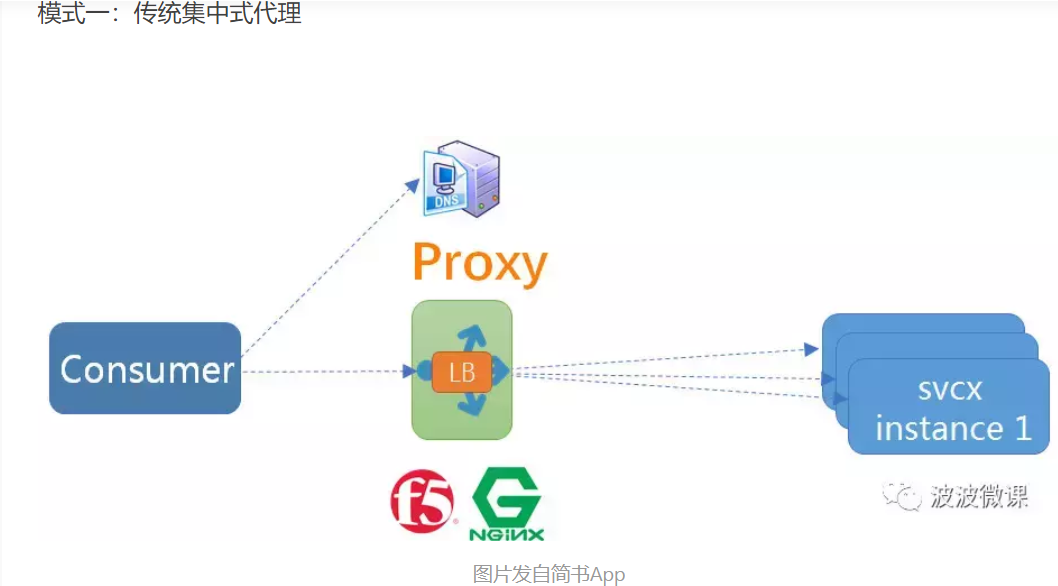 模式一：传统集中式代理
DNS
Proxy
Consumer
LB
svcx
instance 1
f5
NGINX
波波微课
图片发自简书App